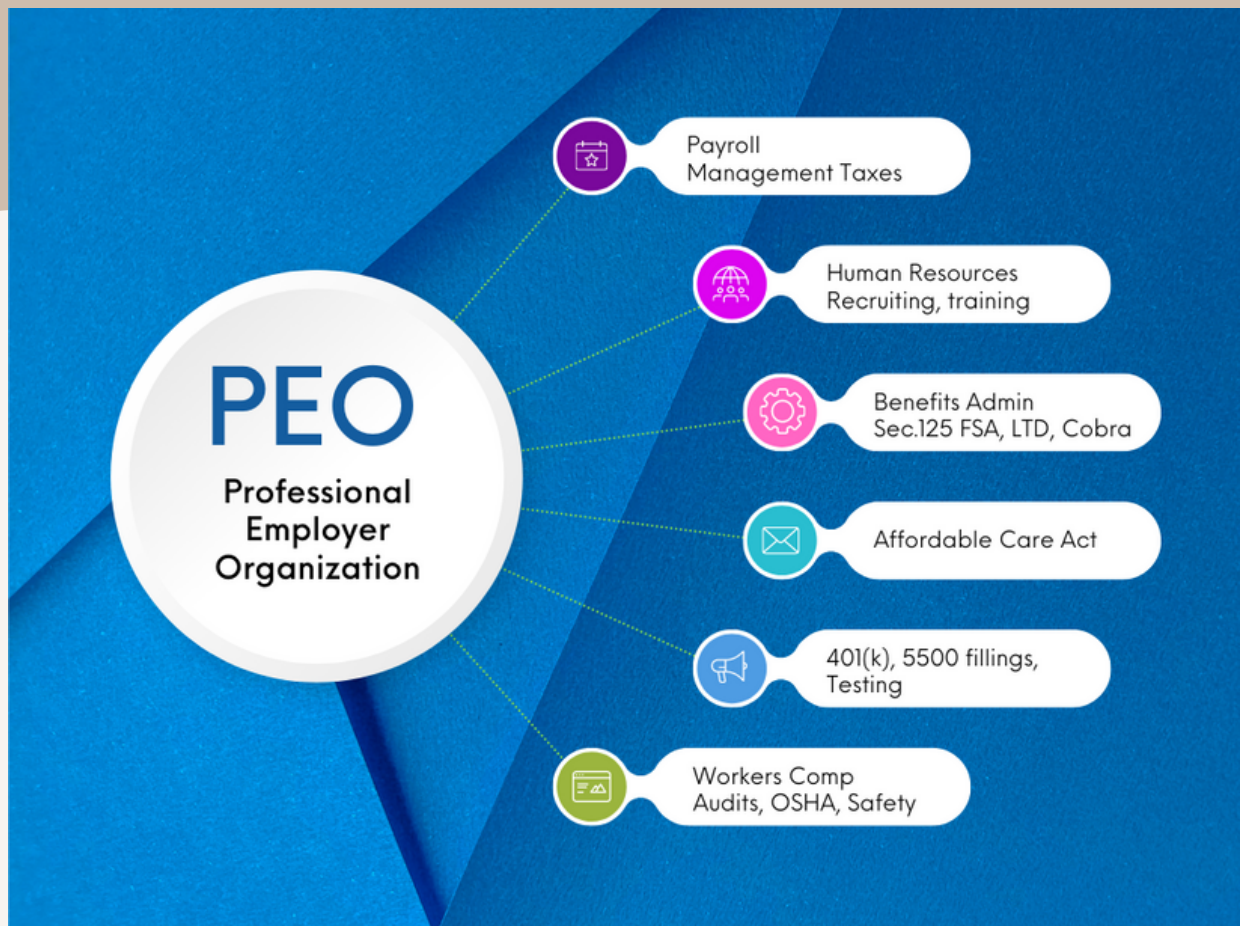 PEO
Professional
Employer
Organization
Payroll
Management Taxes
Human Resources
Recruiting, training
Benefits Admin
Sec.125 FSA, LTD, Cobra
Affordable Care Act
401(k), 5500 fillings,
Testing
Workers Comp
Audits, OSHA, Safety